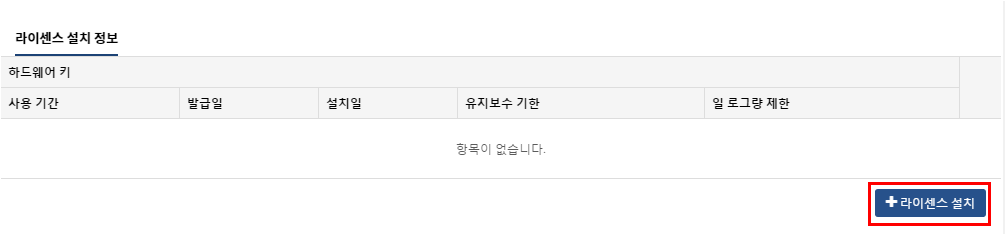 라이센스 설치 정보
하드웨어 키
사용 기간 발급일 설치일 유지보수 기한 일 로그량 제한
항목이 없습니다.
라이센스 설치